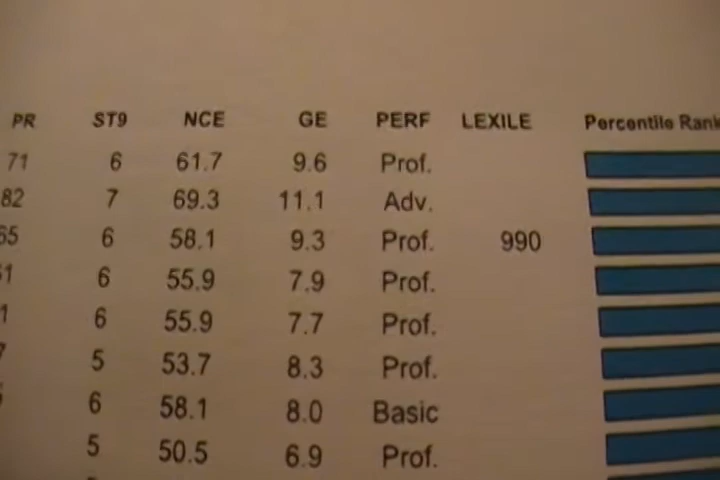 PR ST9 NCE GE PERF LEXILE Percentile Rank
71 6 61.7 9.6 Prof.
82 7 69.3 11.1 Adv.
65 6 58.1 9.3 Prof. 990
6 55.9 7.9 Prof.
6 55.9 7.7 Prof.
5 53.7 8.3 Prof.
6 58.1 8.0 Basic
5 50.5 6.9 Prof.